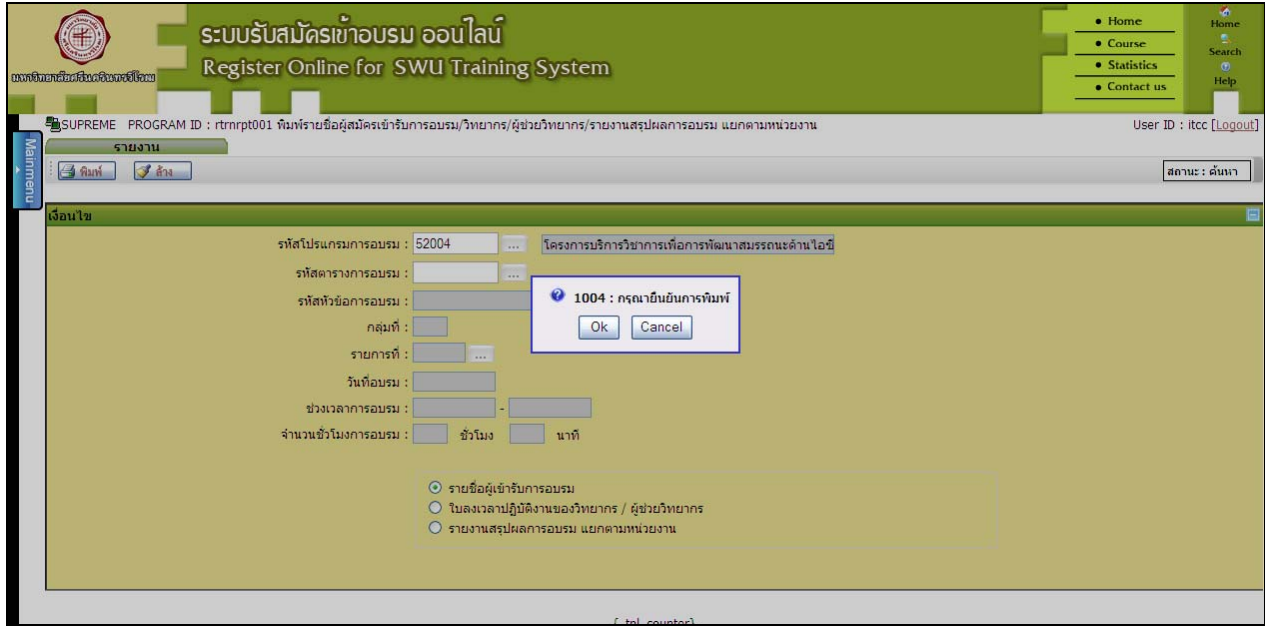 มหาวิทยาลัยศรีนครินทรวิโรฒ
ระบบรับสมัครเข้าอบรม ออนไลน์
Register Online for SWU Training System
Home
Course
Statistics
Contact us
Home
Search
Help
SUPREME PROGRAM ID : rtrnrpt001 พิมพ์รายชื่อผู้สมัครเข้ารับการอบรม/วิทยากร/ผู้ช่วยวิทยากร/รายงานสรุปผลการอบรม แยกตามหน่วยงาน
User ID : itcc [Logout]
Mainmenu
รายงาน
พิมพ์ ล้าง
สถานะ : ค้นหา
เงื่อนไข
รหัสโปรแกรมการอบรม : 52004 ... โครงการบริการวิชาการเพื่อการพัฒนาสมรรถนะด้านไอซี
รหัสตารางการอบรม : ...
รหัสหัวข้อการอบรม :
1004 : กรุณายืนยันการพิมพ์
Ok Cancel
กลุ่มที่ :
รายการที่ : ...
วันที่อบรม :
ช่วงเวลาการอบรม : -
จำนวนชั่วโมงการอบรม : ชั่วโมง นาที
รายชื่อผู้เข้ารับการอบรม
ใบลงเวลาปฏิบัติงานของวิทยากร / ผู้ช่วยวิทยากร
รายงานสรุปผลการอบรม แยกตามหน่วยงาน